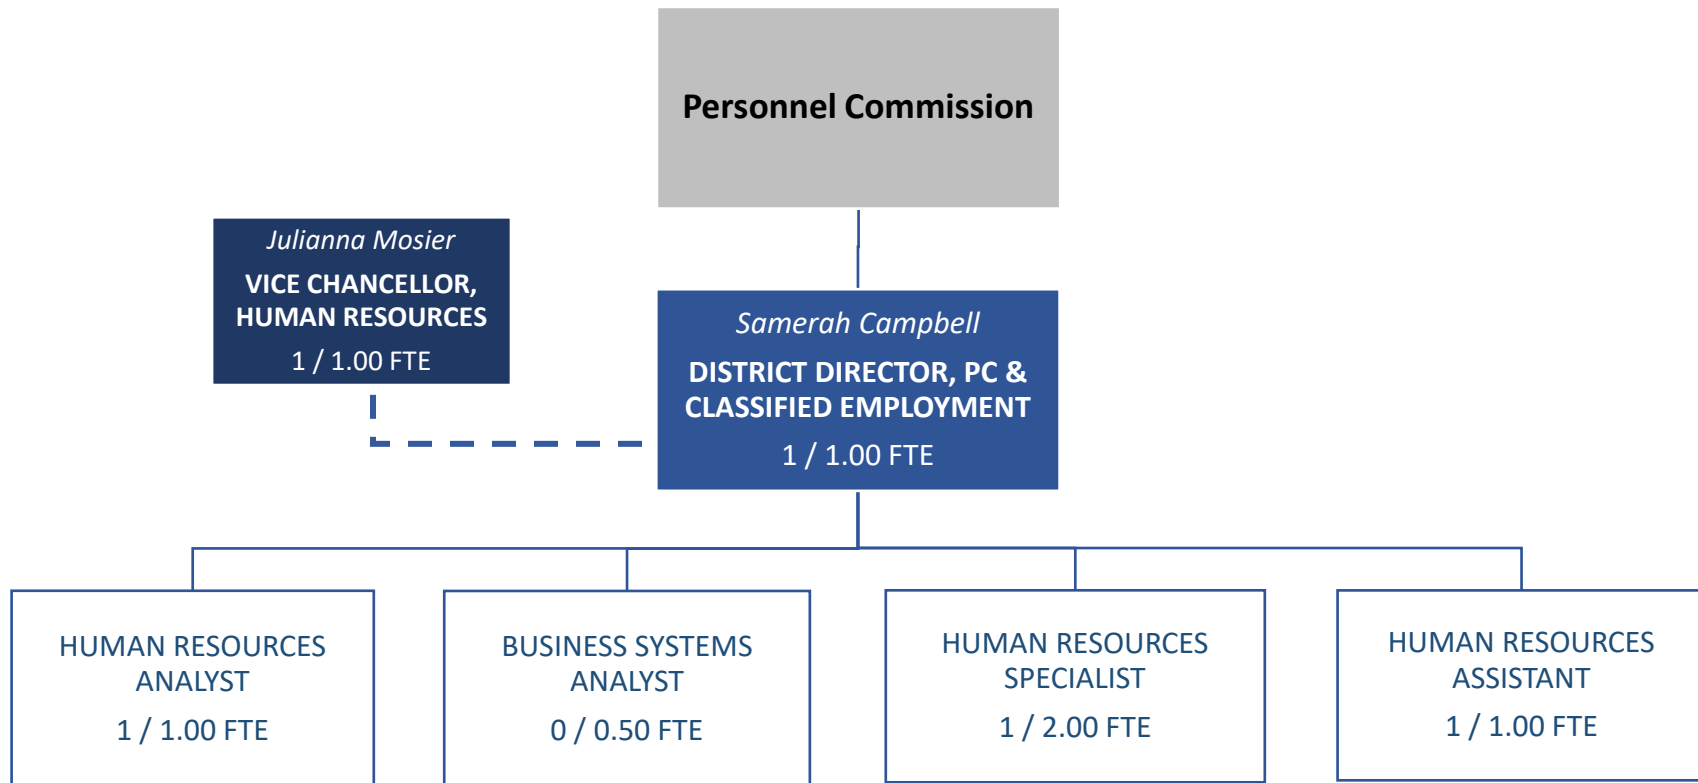 Personnel Commission
Julianna Mosier
VICE CHANCELLOR,
HUMAN RESOURCES
1 / 1.00 FTE
Samerah Campbell
DISTRICT DIRECTOR, PC &
CLASSIFIED EMPLOYMENT
1 / 1.00 FTE
HUMAN RESOURCES
ANALYST
1 / 1.00 FTE
BUSINESS SYSTEMS
ANALYST
0 / 0.50 FTE
HUMAN RESOURCES
SPECIALIST
1 / 2.00 FTE
HUMAN RESOURCES
ASSISTANT
1 / 1.00 FTE